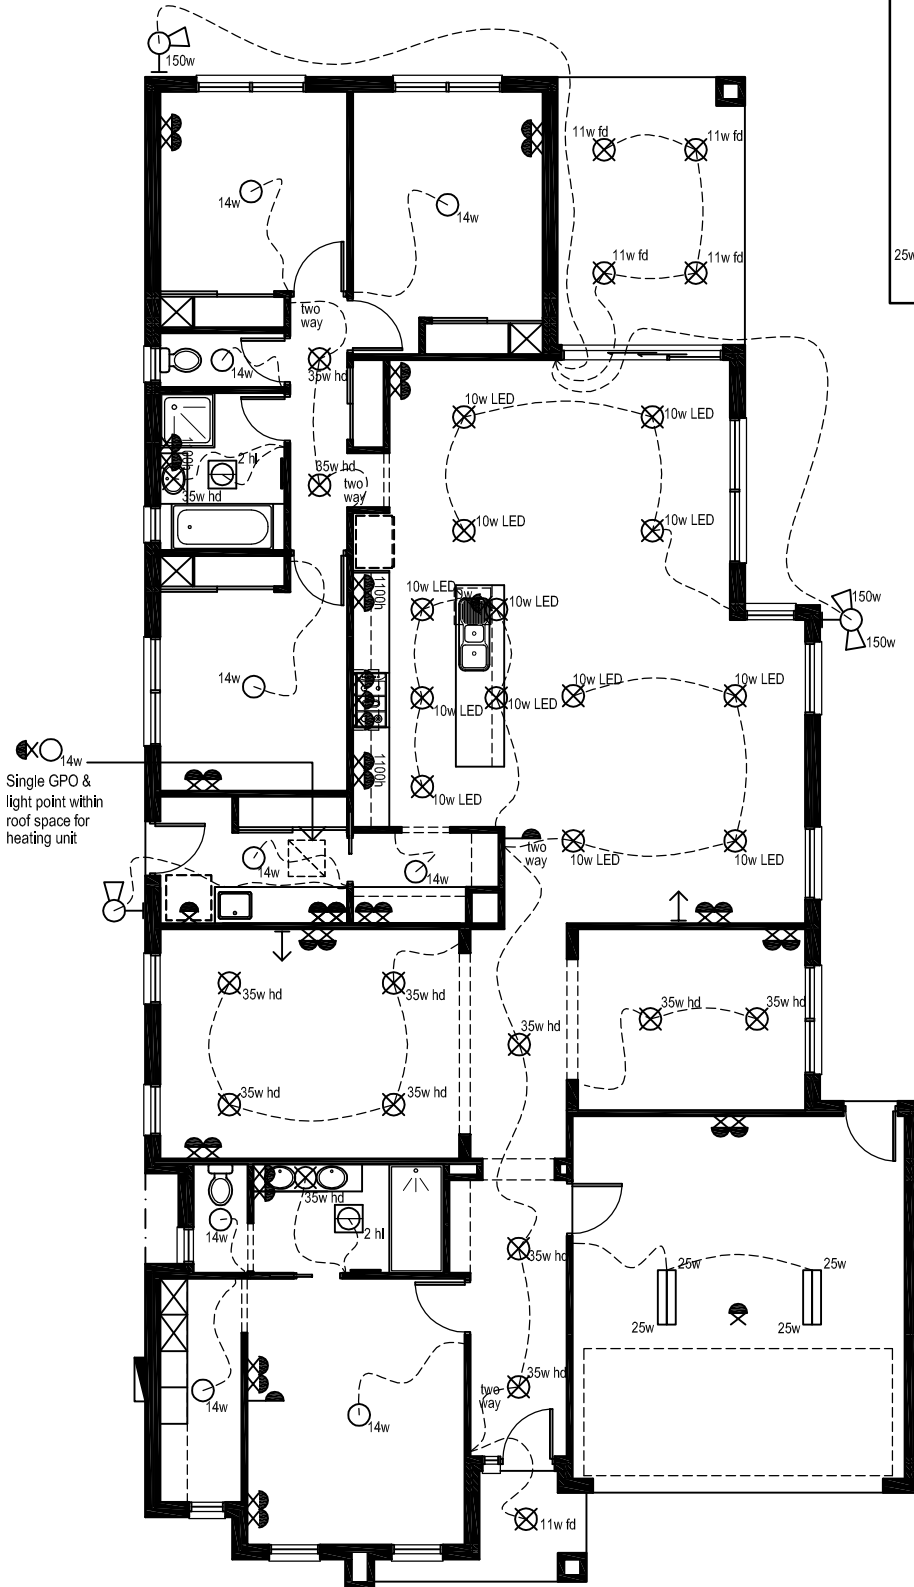 150w
11w fd
11w fd
14w
14w
11w fd
11w fd
25w
two
way
14w
35w hd
10w LED
10w LED
1100h
2 hl
35w hd
35w hd
two
way
10w LED
10w LED
1100h
10w LED
10w LED
150w
150w
14w
10w LED
10w LED
10w LED
10w LED
14w
Single GPO &
light point within
roof space for
heating unit
1100h
10w LED
two
way
10w LED
10w LED
14w
14w
35w hd
35w hd
35w hd
35w hd
35w hd
35w hd
35w hd
35w hd
14w
2 hl
35w hd
25w
25w
25w
25w
35w hd
two
way
14w
14w
11w fd